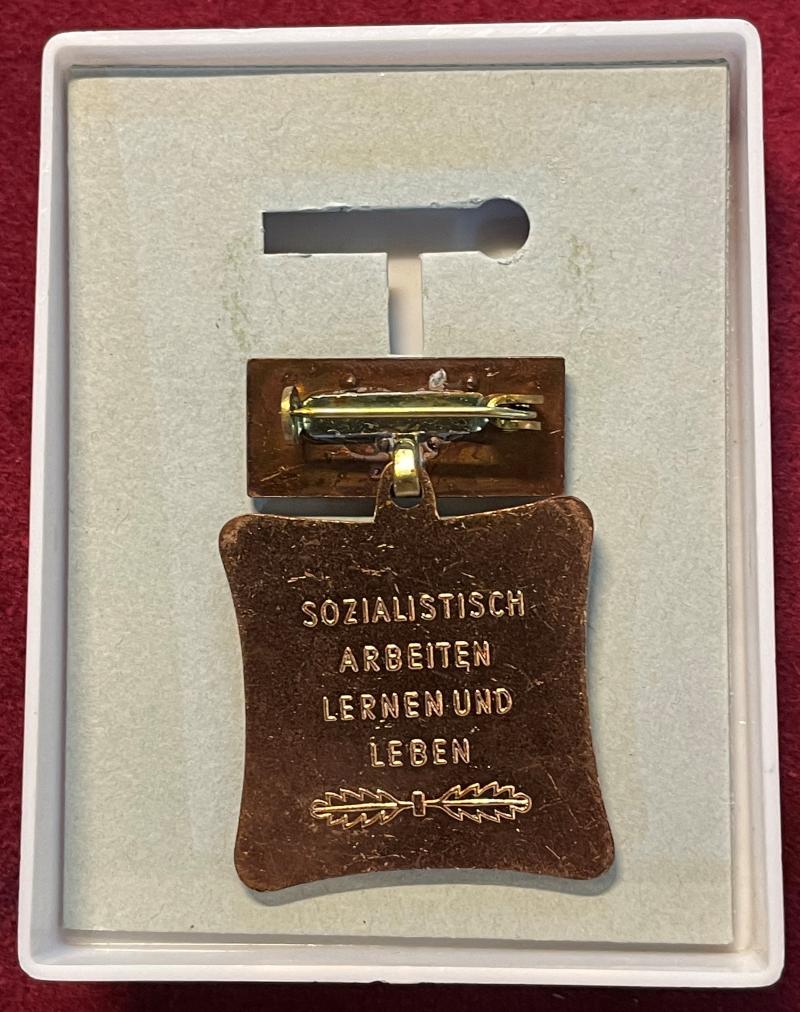 SOZIALISTISCH
ARBEITEN
LERNEN UND
LEBEN